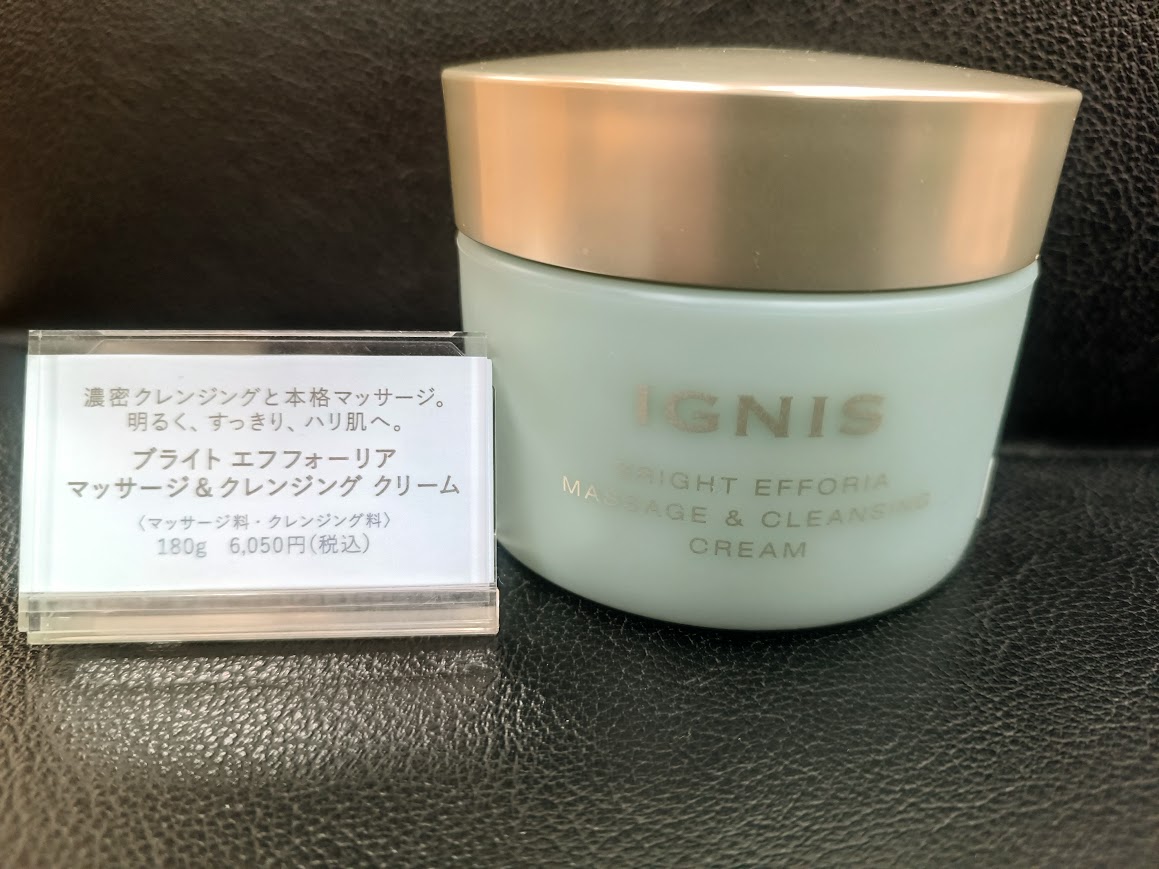 濃密クレンジングと本格マッサージ。
明るく、すっきり、ハリ肌へ。
ブライト エフフォーリア
マッサージ&クレンジング クリーム
〈マッサージ料・クレンジング料〉
180g 6,050円(税込)
IGNIS
BRIGHT EFFORIA
MASSAGE & CLEANSING
CREAM